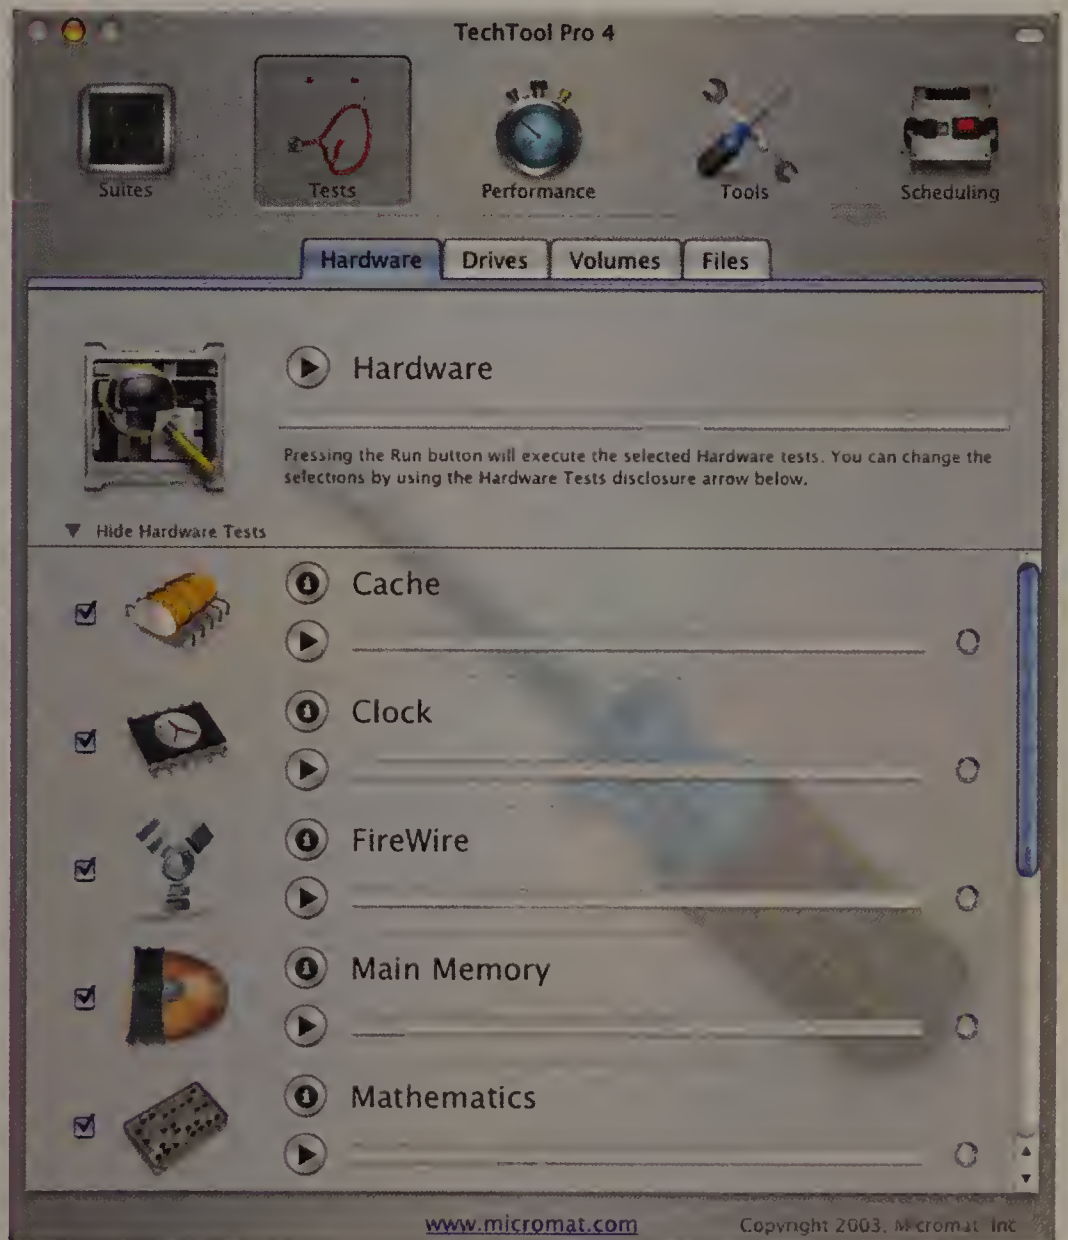 TechTool Pro 4
Suites
Tests
Performance
Tools
Scheduling
Hardware
Drives
Volumes
Files
Hardware
Pressing the Run button will execute the selected Hardware tests. You can change the
selections by using the Hardware Tests disclosure arrow below.
Hide Hardware Tests
Cache
Clock
FireWire
Main Memory
Mathematics
www.micromat.com
Copyright 2003, Micromat Inc